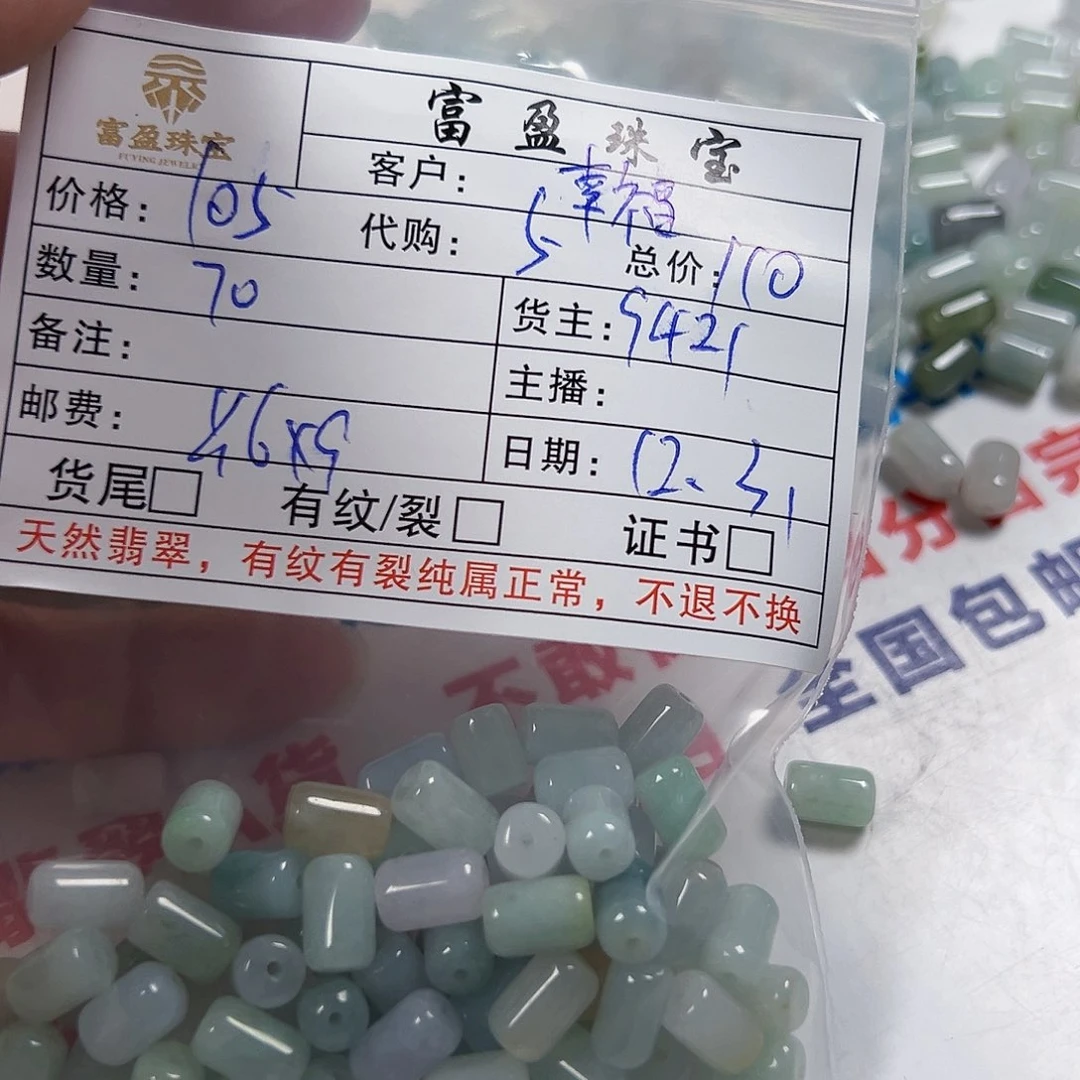 富盈珠宝
FUYING JEWELRY
富盈珠宝
客户：幸福
价格：105 代购：5 总价：110
数量：70 货主：9421
备注： 主播：
邮费： 日期：12.31
货尾□ 有纹/裂□ 证书□
天然翡翠，有纹有裂纯属正常，不退不换
全国包邮
不敢
货